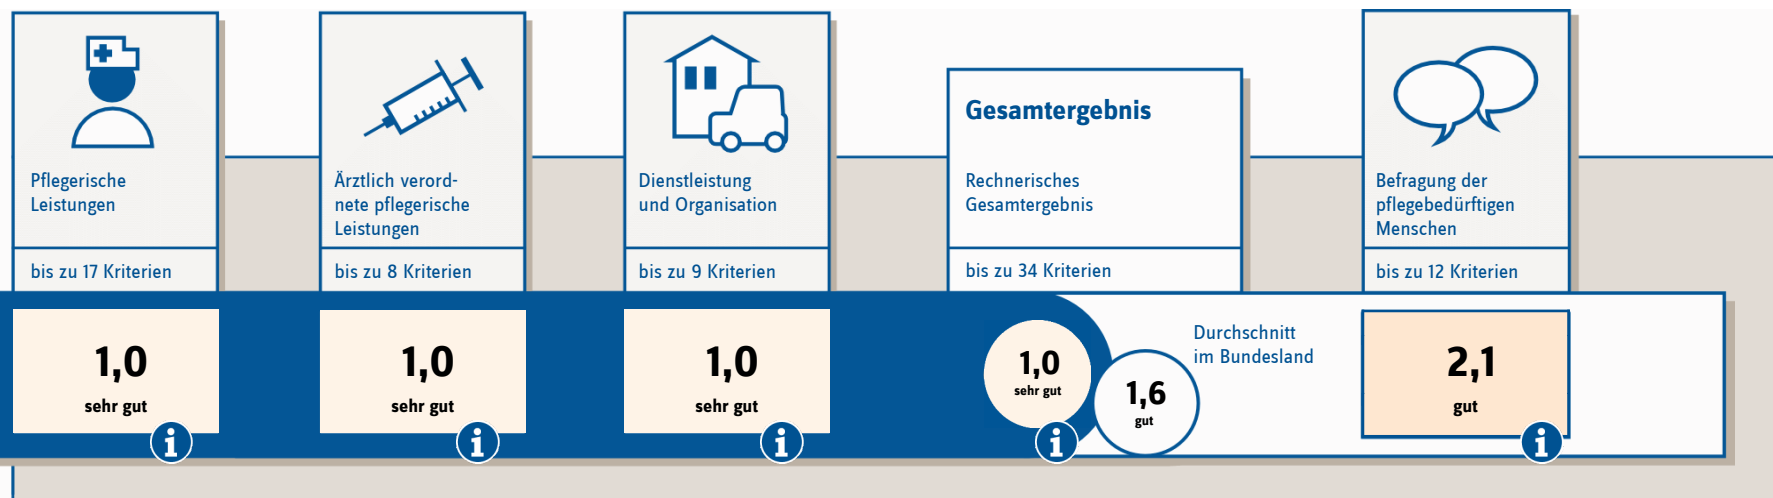 Pflegerische
Leistungen
bis zu 17 Kriterien
1,0
sehr gut
i
Ärztlich verord-
nete pflegerische
Leistungen
bis zu 8 Kriterien
1,0
sehr gut
i
Dienstleistung
und Organisation
bis zu 9 Kriterien
1,0
sehr gut
i
Gesamtergebnis
Rechnerisches
Gesamtergebnis
bis zu 34 Kriterien
1,0
sehr gut
i
1,6
gut
Durchschnitt
im Bundesland
Befragung der
pflegebedürftigen
Menschen
bis zu 12 Kriterien
2,1
gut
i